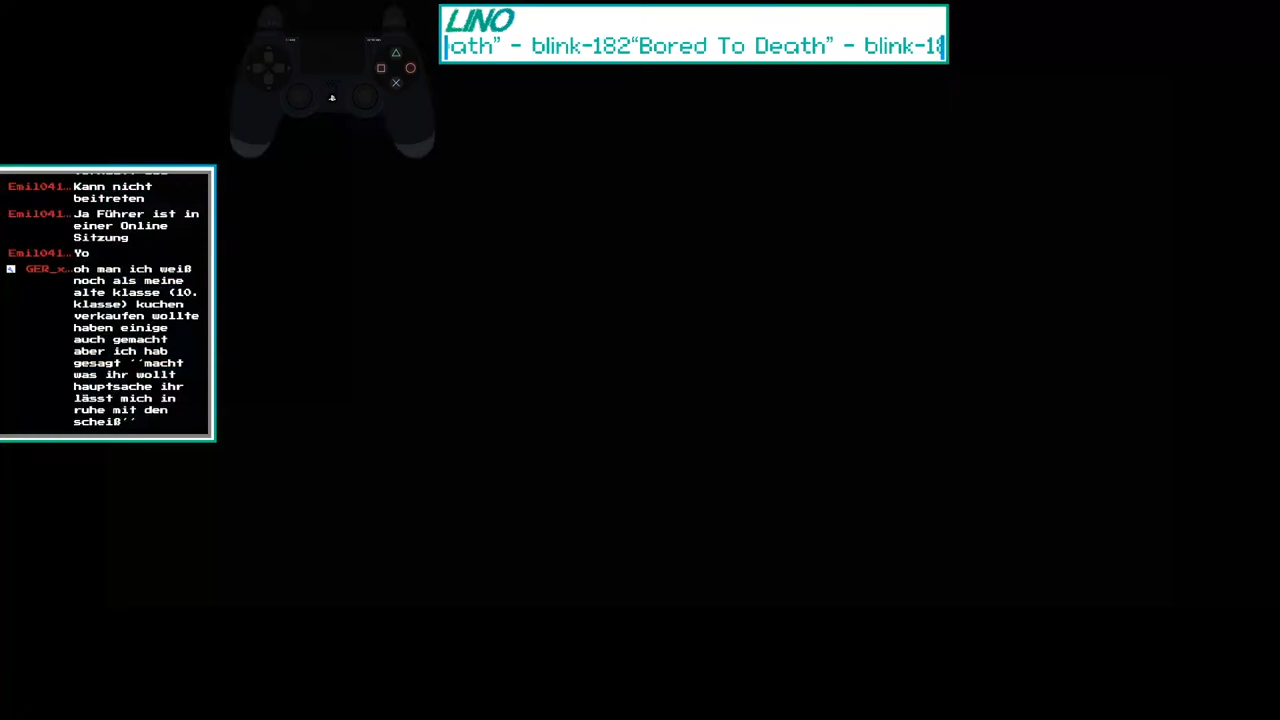 LINO
ath” - blink-182“Bored To Death” - blink-18
Emil041…Kann nicht
beitreten
Emil041…Ja Führer ist in
einer Online
Sitzung
Emil041…Yo
GER_x…oh man ich weiß
noch als meine
alte klasse (10.
klasse) kuchen
verkaufen wollte
haben einige
auch gemacht
aber ich hab
gesagt ´´macht
was ihr wollt
hauptsache ihr
lässt mich in
ruhe mit den
scheiß´´